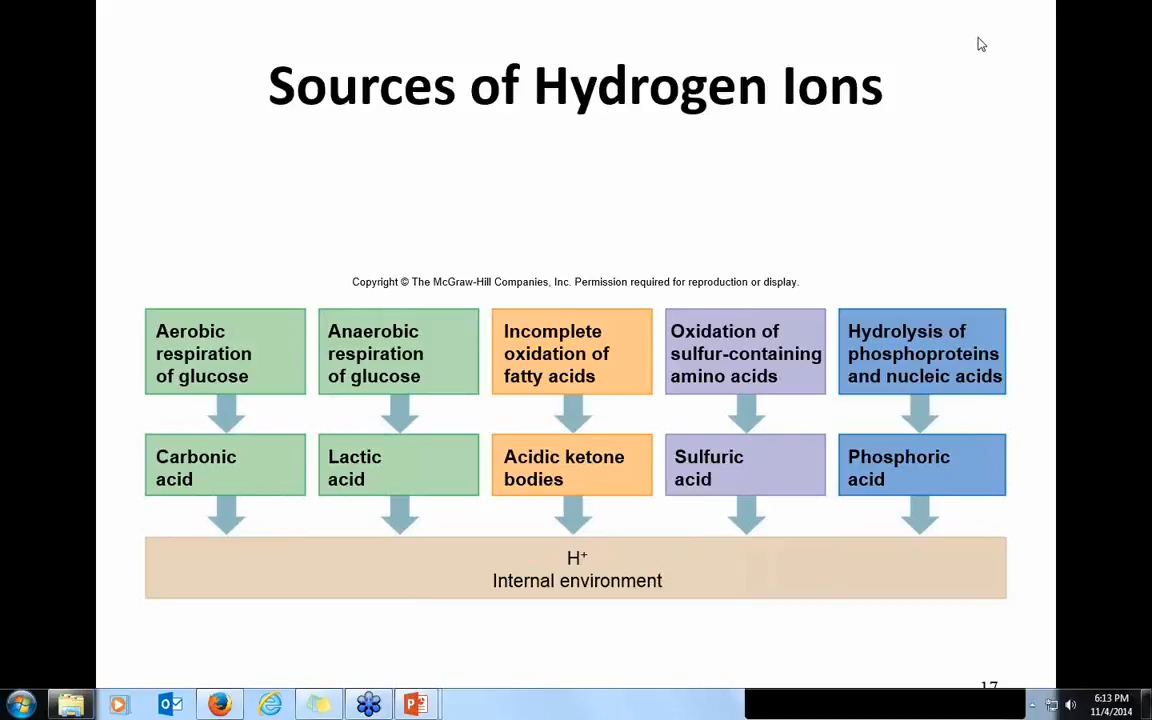 Sources of Hydrogen Ions
Copyright © The McGraw-Hill Companies, Inc. Permission required for reproduction or display.
Aerobic
respiration
of glucose
Anaerobic
respiration
of glucose
Incomplete
oxidation of
fatty acids
Oxidation of
sulfur-containing
amino acids
Hydrolysis of
phosphoproteins
and nucleic acids
Carbonic
acid
Lactic
acid
Acidic ketone
bodies
Sulfuric
acid
Phosphoric
acid
H⁺
Internal environment
17
6:13 PM
11/4/2014